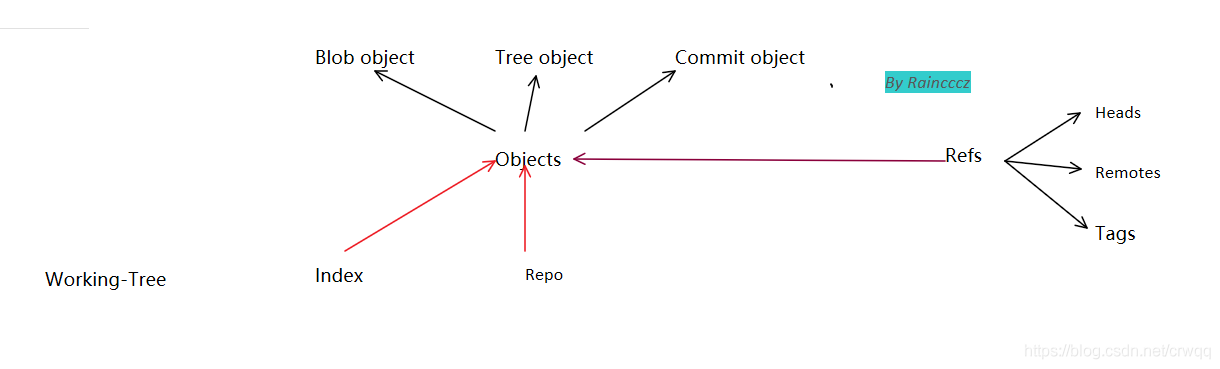 Blob object
Tree object
Commit object
By Rainccccz
Heads
Objects
Refs
Remotes
Tags
Working-Tree
Index
Repo
https://blog.csdn.net/crwqq